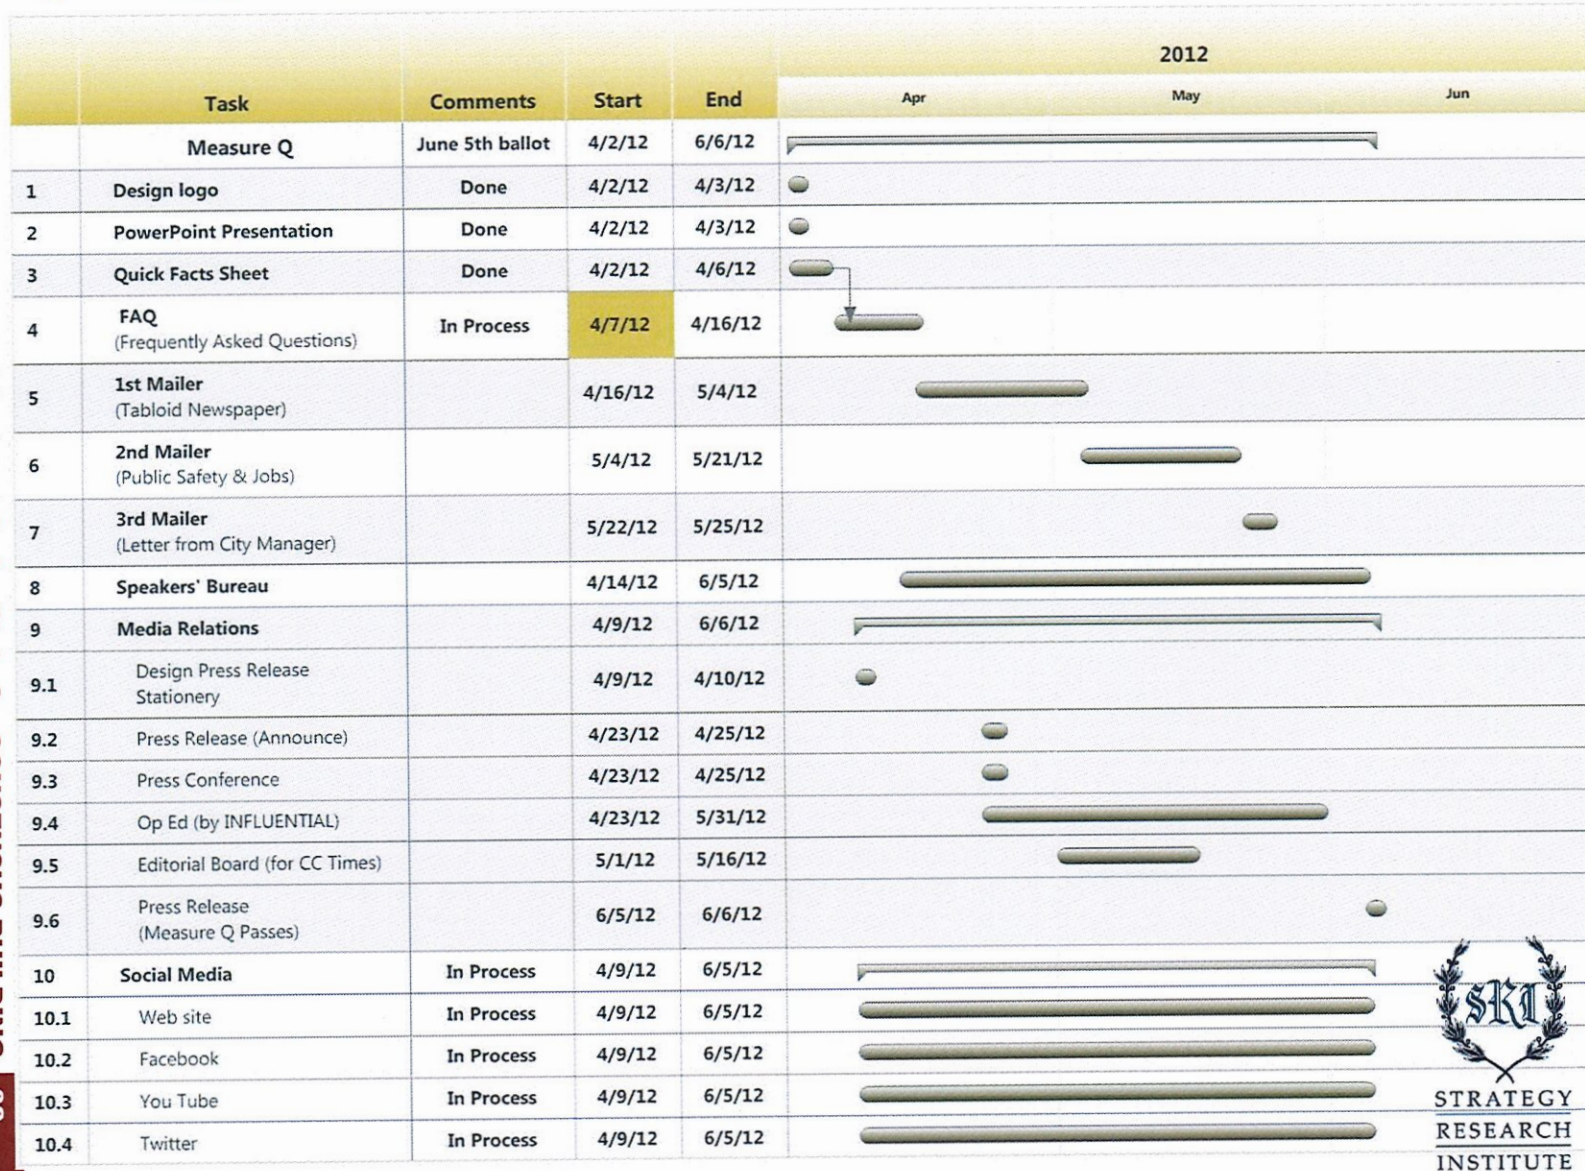 2012
Task Comments Start End Apr May Jun
Measure Q June 5th ballot 4/2/12 6/6/12
1 Design logo Done 4/2/12 4/3/12
2 PowerPoint Presentation Done 4/2/12 4/3/12
3 Quick Facts Sheet Done 4/2/12 4/6/12
4 FAQ In Process 4/7/12 4/16/12
(Frequently Asked Questions)
5 1st Mailer 4/16/12 5/4/12
(Tabloid Newspaper)
6 2nd Mailer 5/4/12 5/21/12
(Public Safety & Jobs)
7 3rd Mailer 5/22/12 5/25/12
(Letter from City Manager)
8 Speakers' Bureau 4/14/12 6/5/12
9 Media Relations 4/9/12 6/6/12
9.1 Design Press Release 4/9/12 4/10/12
Stationery
9.2 Press Release (Announce) 4/23/12 4/25/12
9.3 Press Conference 4/23/12 4/25/12
9.4 Op Ed (by INFLUENTIAL) 4/23/12 5/31/12
9.5 Editorial Board (for CC Times) 5/1/12 5/16/12
9.6 Press Release 6/5/12 6/6/12
(Measure Q Passes)
10 Social Media In Process 4/9/12 6/5/12
10.1 Web site In Process 4/9/12 6/5/12
10.2 Facebook In Process 4/9/12 6/5/12
10.3 You Tube In Process 4/9/12 6/5/12
10.4 Twitter In Process 4/9/12 6/5/12
SRI
STRATEGY
RESEARCH
INSTITUTE